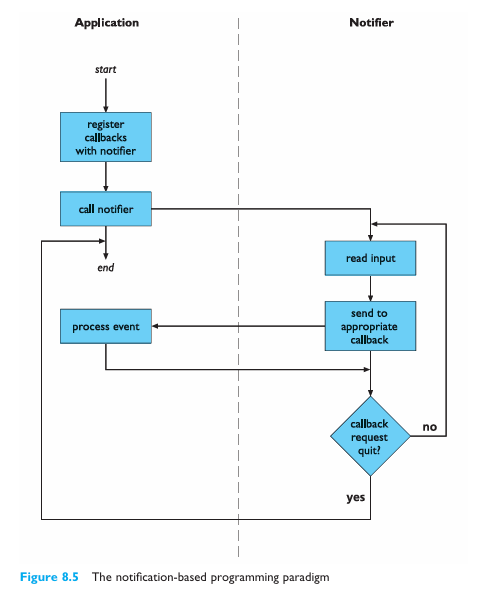 Application
Notifier
start
register
callbacks
with notifier
call notifier
end
read input
process event
send to
appropriate
callback
callback
request
quit?
no
yes
Figure 8.5 The notification-based programming paradigm